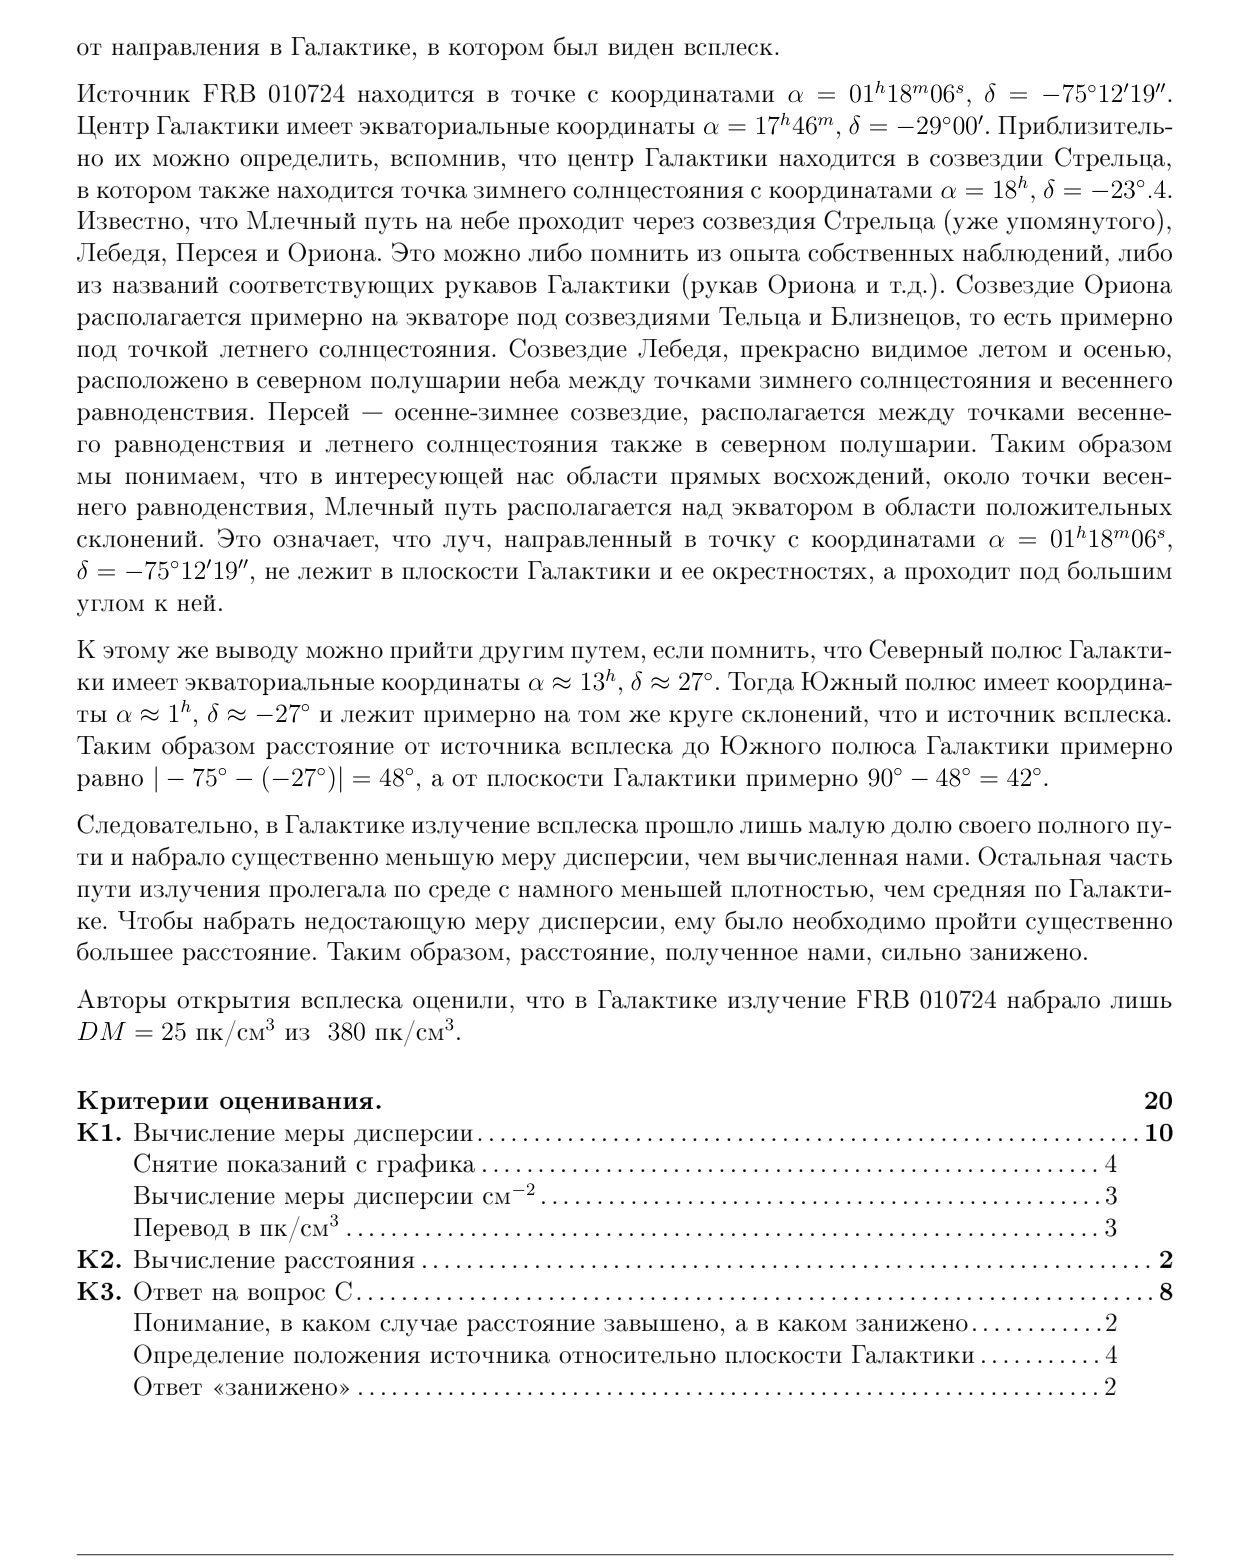 от направления в Галактике, в котором был виден всплеск.
Источник FRB 010724 находится в точке с координатами α = 01ʰ18ᵐ06ˢ, δ = −75°12′19″.
Центр Галактики имеет экваториальные координаты α = 17ʰ46ᵐ, δ = −29°00′. Приблизитель-
но их можно определить, вспомнив, что центр Галактики находится в созвездии Стрельца,
в котором также находится точка зимнего солнцестояния с координатами α = 18ʰ, δ = −23°.4.
Известно, что Млечный путь на небе проходит через созвездия Стрельца (уже упомянутого),
Лебедя, Персея и Ориона. Это можно либо помнить из опыта собственных наблюдений, либо
из названий соответствующих рукавов Галактики (рукав Ориона и т.д.). Созвездие Ориона
располагается примерно на экваторе под созвездиями Тельца и Близнецов, то есть примерно
под точкой летнего солнцестояния. Созвездие Лебедя, прекрасно видимое летом и осенью,
расположено в северном полушарии неба между точками зимнего солнцестояния и весеннего
равноденствия. Персей — осенне-зимнее созвездие, располагается между точками весенне-
го равноденствия и летнего солнцестояния также в северном полушарии. Таким образом
мы понимаем, что в интересующей нас области прямых восхождений, около точки весен-
него равноденствия, Млечный путь располагается над экватором в области положительных
склонений. Это означает, что луч, направленный в точку с координатами α = 01ʰ18ᵐ06ˢ,
δ = −75°12′19″, не лежит в плоскости Галактики и ее окрестностях, а проходит под большим
углом к ней.
К этому же выводу можно прийти другим путем, если помнить, что Северный полюс Галакти-
ки имеет экваториальные координаты α ≈ 13ʰ, δ ≈ 27°. Тогда Южный полюс имеет координа-
ты α ≈ 1ʰ, δ ≈ −27° и лежит примерно на том же круге склонений, что и источник всплеска.
Таким образом расстояние от источника всплеска до Южного полюса Галактики примерно
равно | − 75° − (−27°)| = 48°, а от плоскости Галактики примерно 90° − 48° = 42°.
Следовательно, в Галактике излучение всплеска прошло лишь малую долю своего полного пу-
ти и набрало существенно меньшую меру дисперсии, чем вычисленная нами. Остальная часть
пути излучения пролегала по среде с намного меньшей плотностью, чем средняя по Галакти-
ке. Чтобы набрать недостающую меру дисперсии, ему было необходимо пройти существенно
большее расстояние. Таким образом, расстояние, полученное нами, сильно занижено.
Авторы открытия всплеска оценили, что в Галактике излучение FRB 010724 набрало лишь
DM = 25 пк/см³ из 380 пк/см³.
Критерии оценивания. 20
К1. Вычисление меры дисперсии ........ 10
Снятие показаний с графика ........ 4
Вычисление меры дисперсии см⁻² ........ 3
Перевод в пк/см³ ........ 3
К2. Вычисление расстояния ........ 2
К3. Ответ на вопрос С ........ 8
Понимание, в каком случае расстояние завышено, а в каком занижено ........ 2
Определение положения источника относительно плоскости Галактики ........ 4
Ответ «занижено» ........ 2